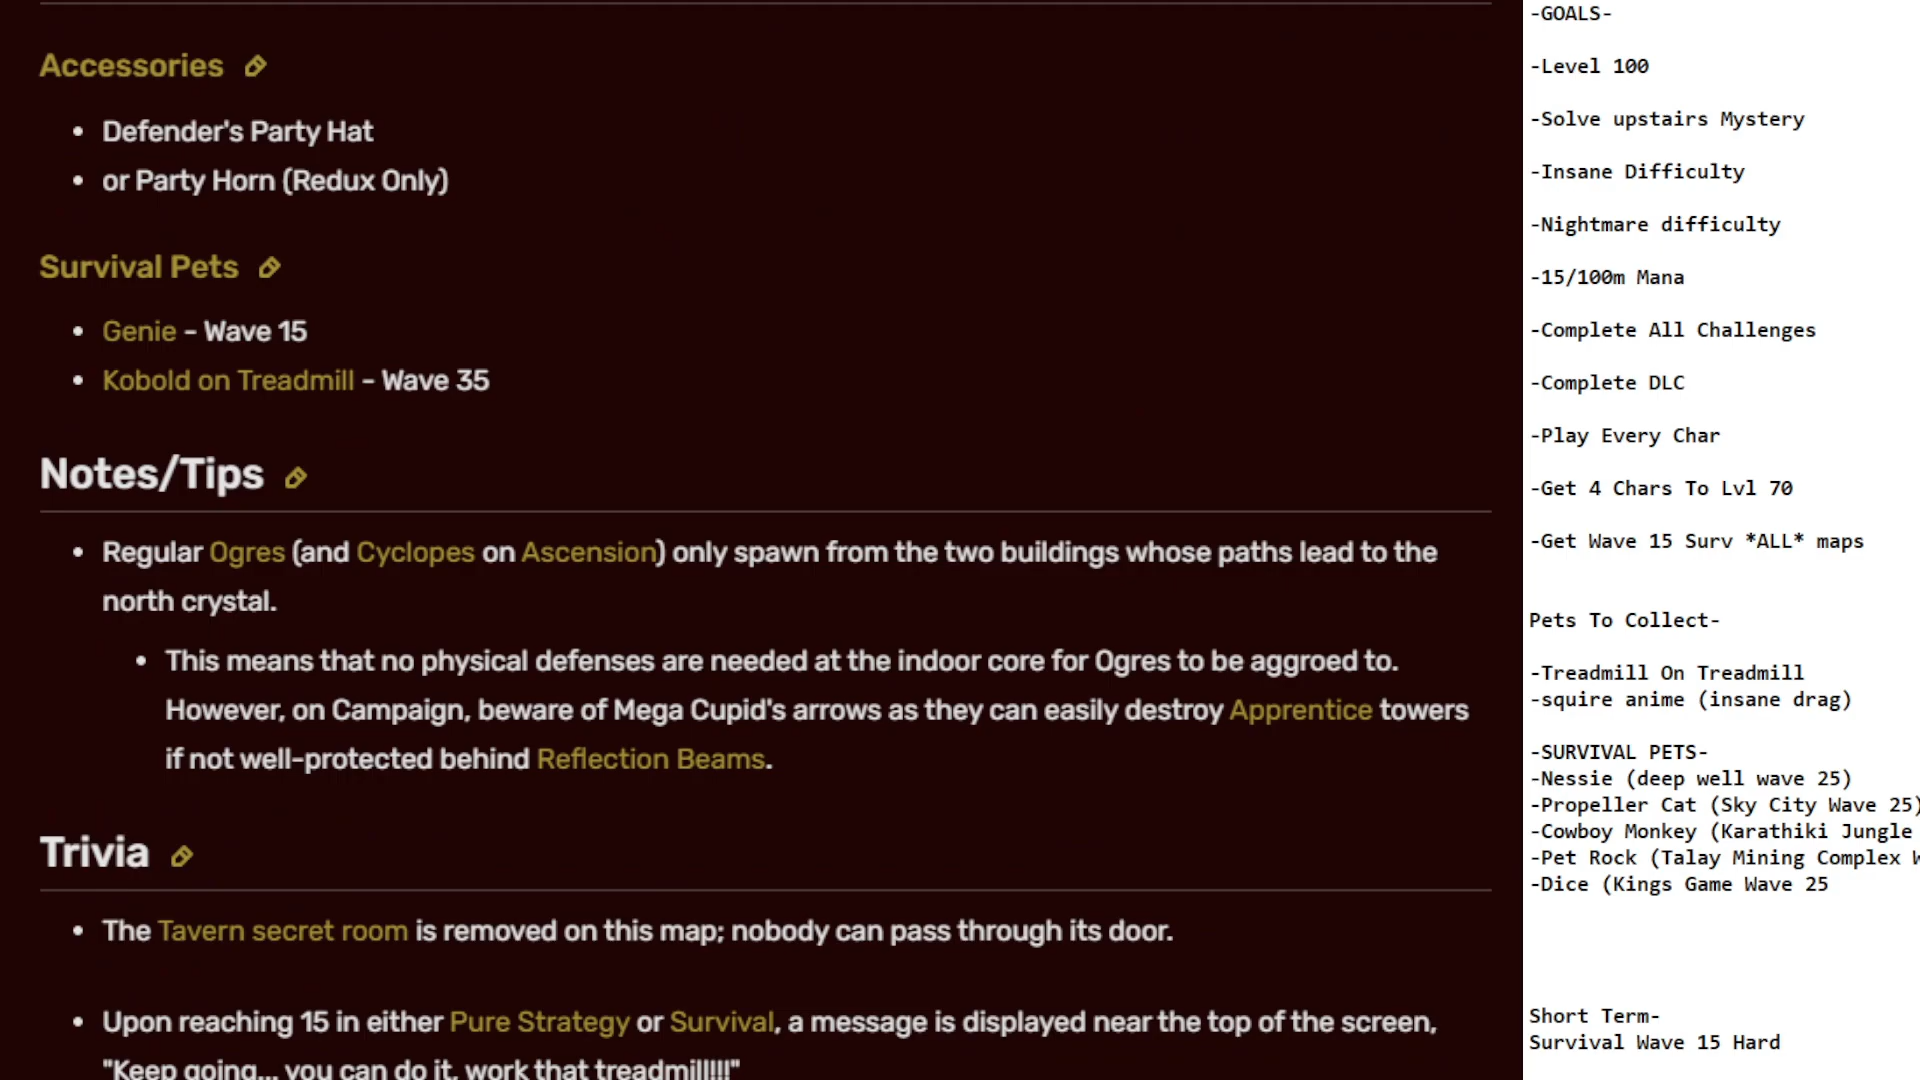 Accessories
Defender's Party Hat
or Party Horn (Redux Only)
Survival Pets
Genie - Wave 15
Kobold on Treadmill - Wave 35
Notes/Tips
Regular Ogres (and Cyclopes on Ascension) only spawn from the two buildings whose paths lead to the
north crystal.
This means that no physical defenses are needed at the indoor core for Ogres to be aggroed to.
However, on Campaign, beware of Mega Cupid's arrows as they can easily destroy Apprentice towers
if not well-protected behind Reflection Beams.
Trivia
The Tavern secret room is removed on this map; nobody can pass through its door.
Upon reaching 15 in either Pure Strategy or Survival, a message is displayed near the top of the screen,
"Keep going... you can do it, work that treadmill!!!"
-GOALS-
-Level 100
-Solve upstairs Mystery
-Insane Difficulty
-Nightmare difficulty
-15/100m Mana
-Complete All Challenges
-Complete DLC
-Play Every Char
-Get 4 Chars To Lvl 70
-Get Wave 15 Surv *ALL* maps
Pets To Collect-
-Treadmill On Treadmill
-squire anime (insane drag)
-SURVIVAL PETS-
-Nessie (deep well wave 25)
-Propeller Cat (Sky City Wave 25)
-Cowboy Monkey (Karathiki Jungle
-Pet Rock (Talay Mining Complex
-Dice (Kings Game Wave 25
Short Term-
Survival Wave 15 Hard